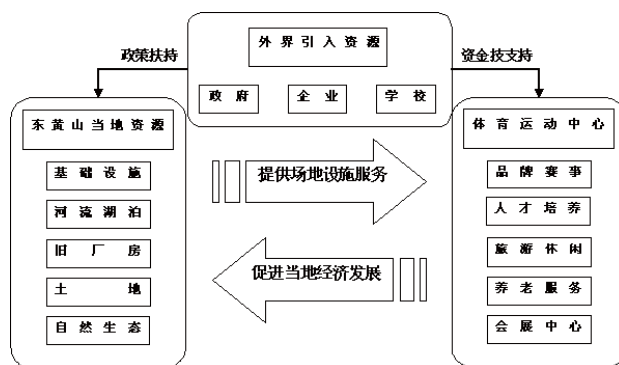 外界引入资源
政策扶持
资金技支持
政府
企业
学校
东黄山当地资源
基础设施
河流湖泊
旧厂房
土地
自然生态
提供场地设施服务
促进当地经济发展
体育运动中心
品牌赛事
人才培养
旅游休闲
养老服务
会展中心